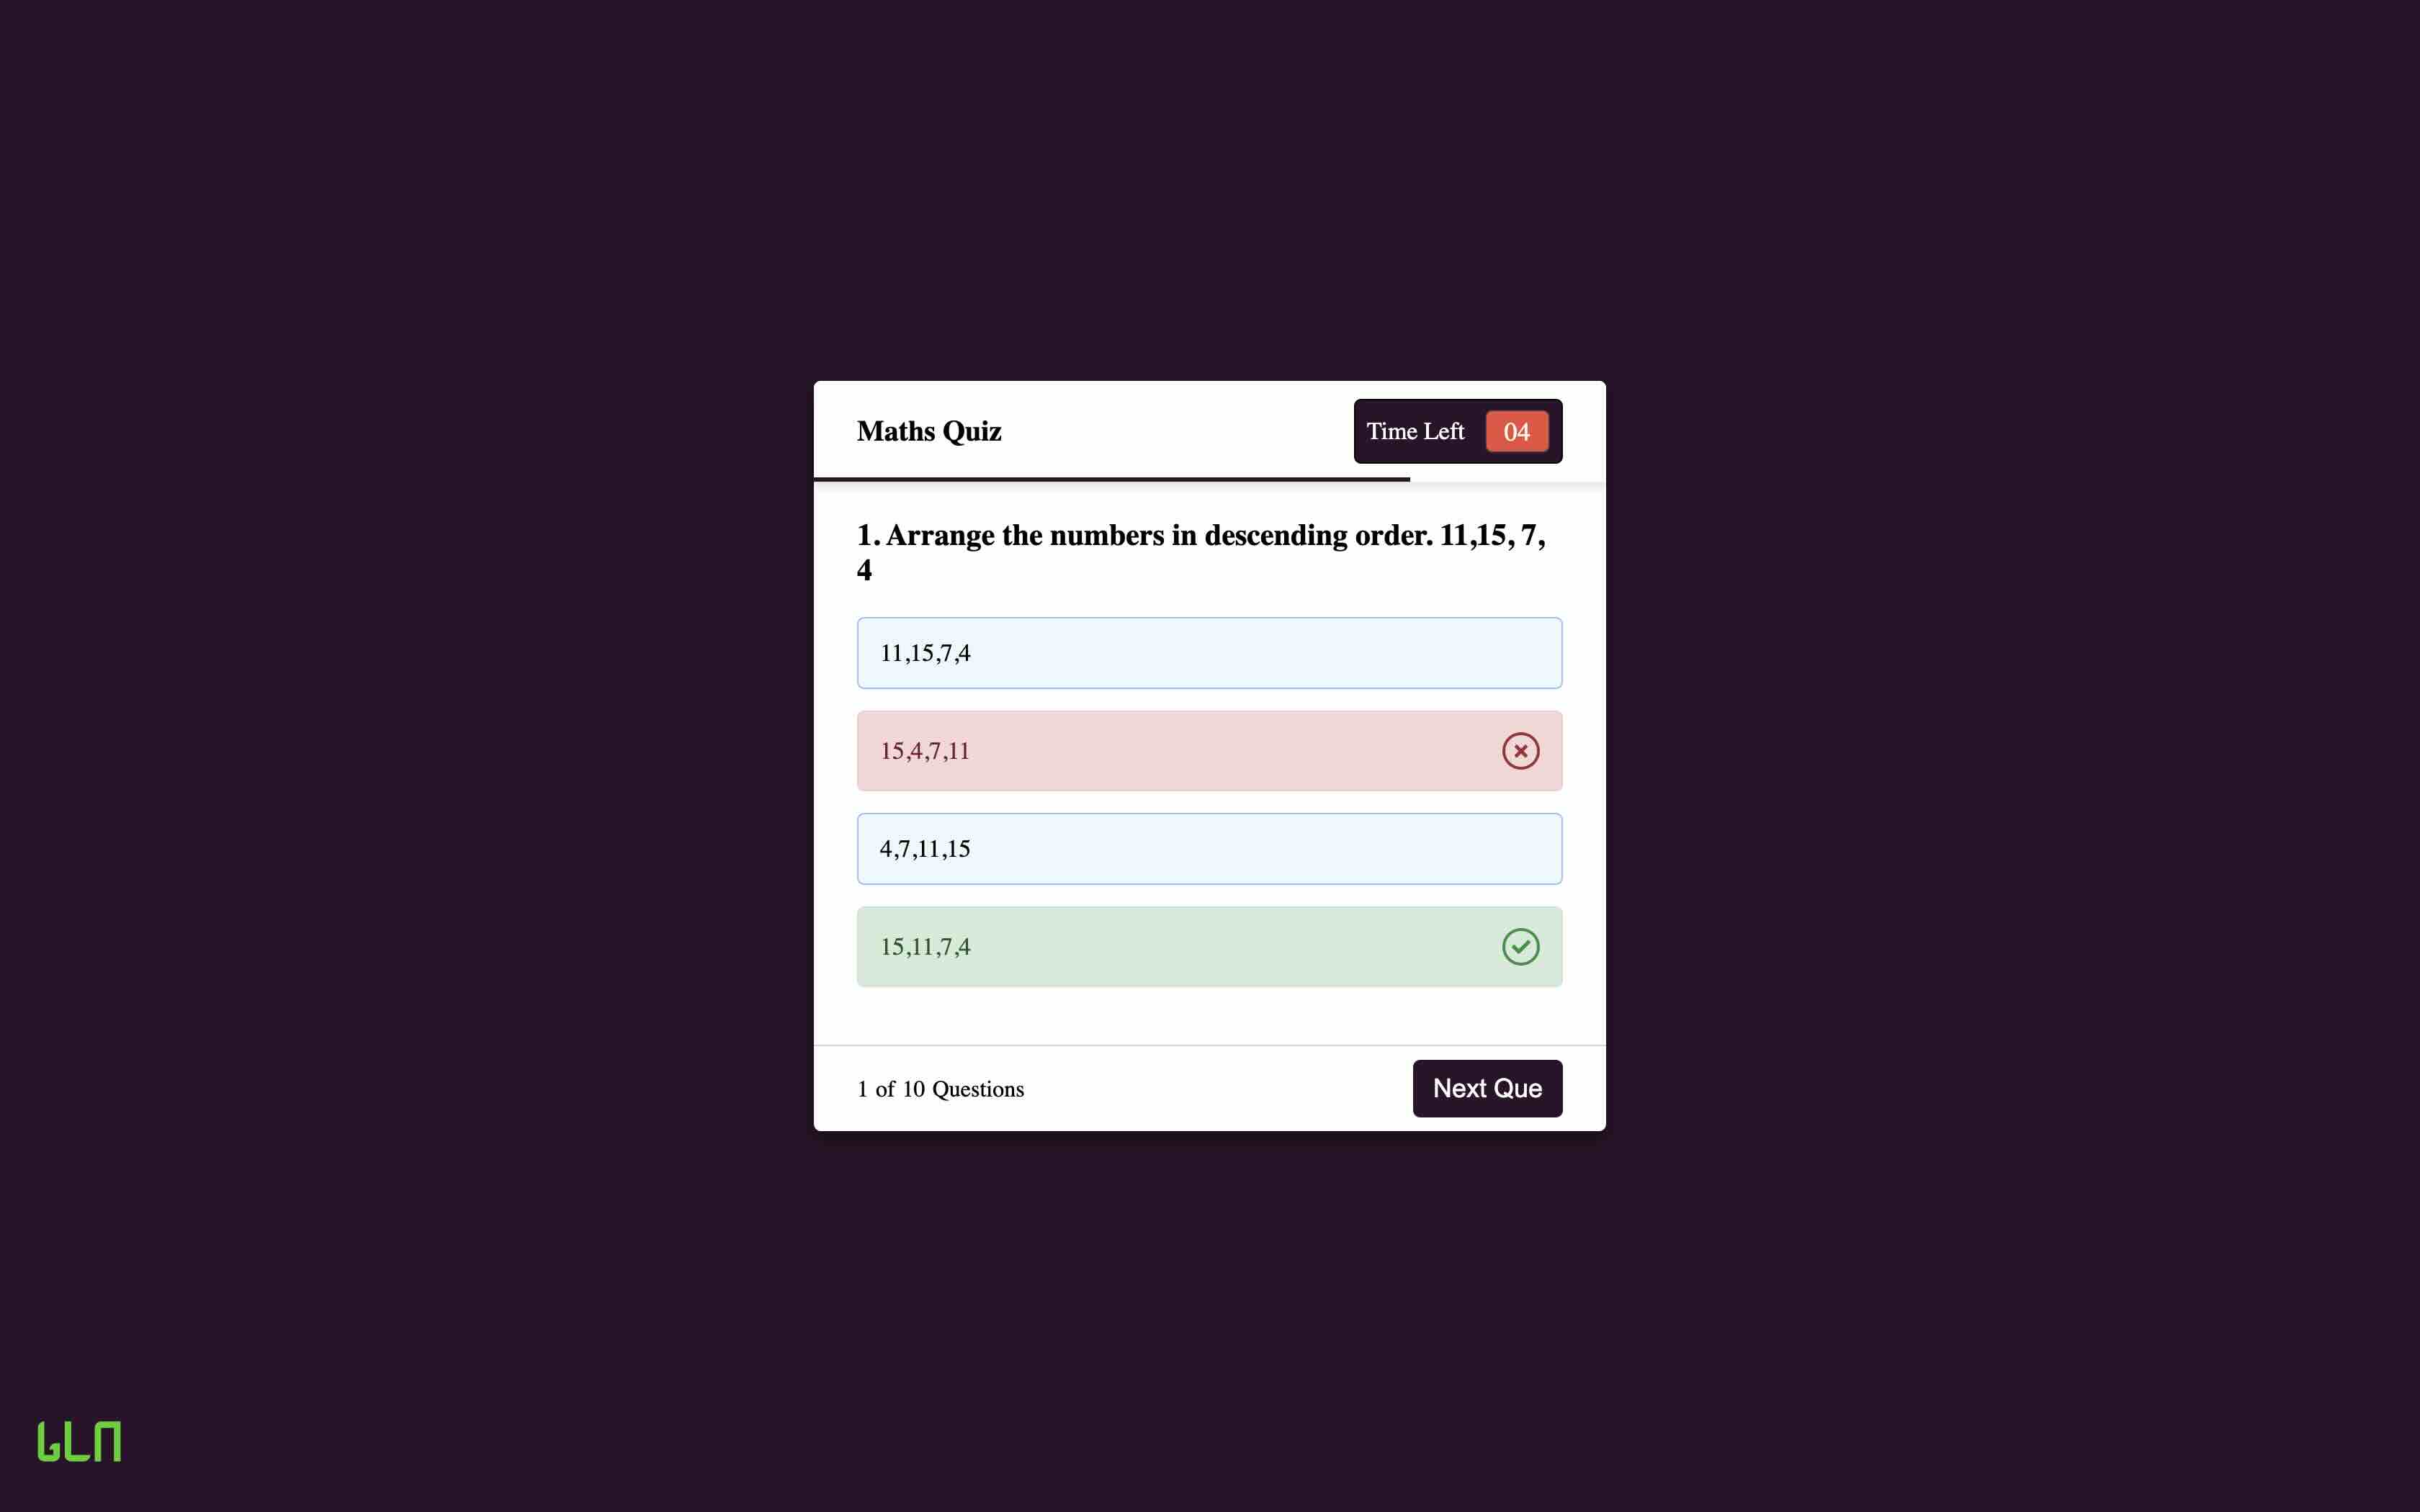 Maths Quiz
Time Left 04
1. Arrange the numbers in descending order. 11,15, 7,
4
11,15,7,4
15,4,7,11
4,7,11,15
15,11,7,4
1 of 10 Questions
Next Que
GLN